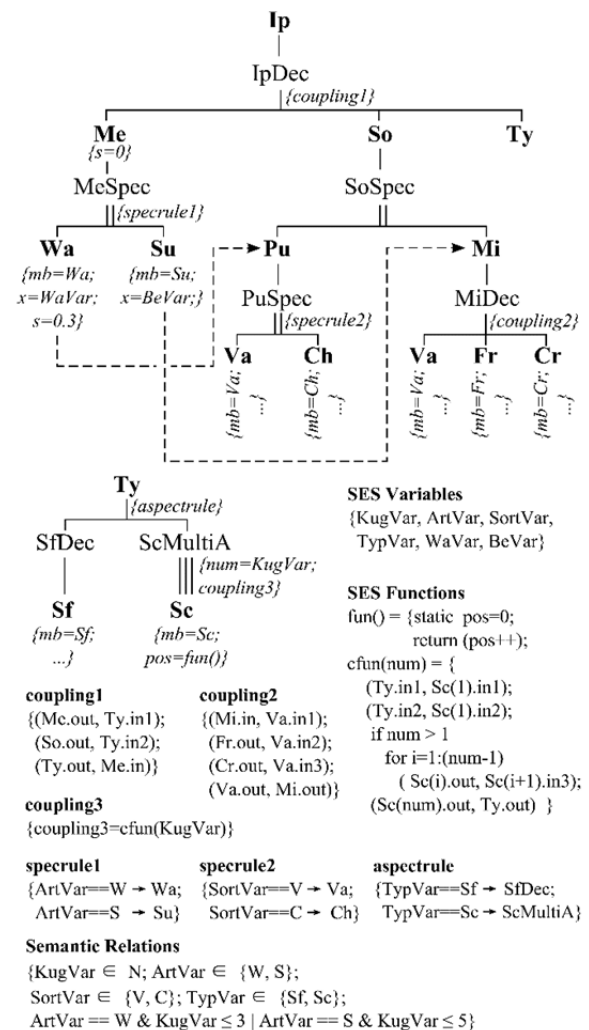 Ip
IpDec
{coupling1}
Me So Ty
{s=0}
MeSpec SoSpec
{specrule1}
Wa Su Pu Mi
{mb=Wa; {mb=Su; PuSpec MiDec
x=WaVar; x=BeVar;} {specrule2} {coupling2}
s=0.3}
Va Ch Va Fr Cr
{mb=Va; ...} {mb=Ch; ...} {mb=Va; ...} {mb=Fr; ...} {mb=Cr; ...}
Ty
{aspectrule}
SfDec ScMultiA
{num=KugVar;
coupling3}
Sf Sc
{mb=Sf; {mb=Sc;
...} pos=fun()}
SES Variables
{KugVar, ArtVar, SortVar,
TypVar, WaVar, BeVar}
SES Functions
fun() = {static pos=0;
return (pos++);
cfun(num) = {
(Ty.in1, Sc(1).in1);
(Ty.in2, Sc(1).in2);
if num > 1
for i=1:(num-1)
( Sc(i).out, Sc(i+1).in3);
(Sc(num).out, Ty.out) }
coupling1
{(Me.out, Ty.in1);
(So.out, Ty.in2);
(Ty.out, Me.in)}
coupling2
{(Mi.in, Va.in1);
(Fr.out, Va.in2);
(Cr.out, Va.in3);
(Va.out, Mi.out)}
coupling3
{coupling3=cfun(KugVar)}
specrule1
{ArtVar==W → Wa;
ArtVar==S → Su}
specrule2
{SortVar==V → Va;
SortVar==C → Ch}
aspectrule
{TypVar==Sf → SfDec;
TypVar==Sc → ScMultiA}
Semantic Relations
{KugVar ∈ N; ArtVar ∈ {W, S};
SortVar ∈ {V, C}; TypVar ∈ {Sf, Sc};
ArtVar == W & KugVar ≤ 3 | ArtVar == S & KugVar ≤ 5}